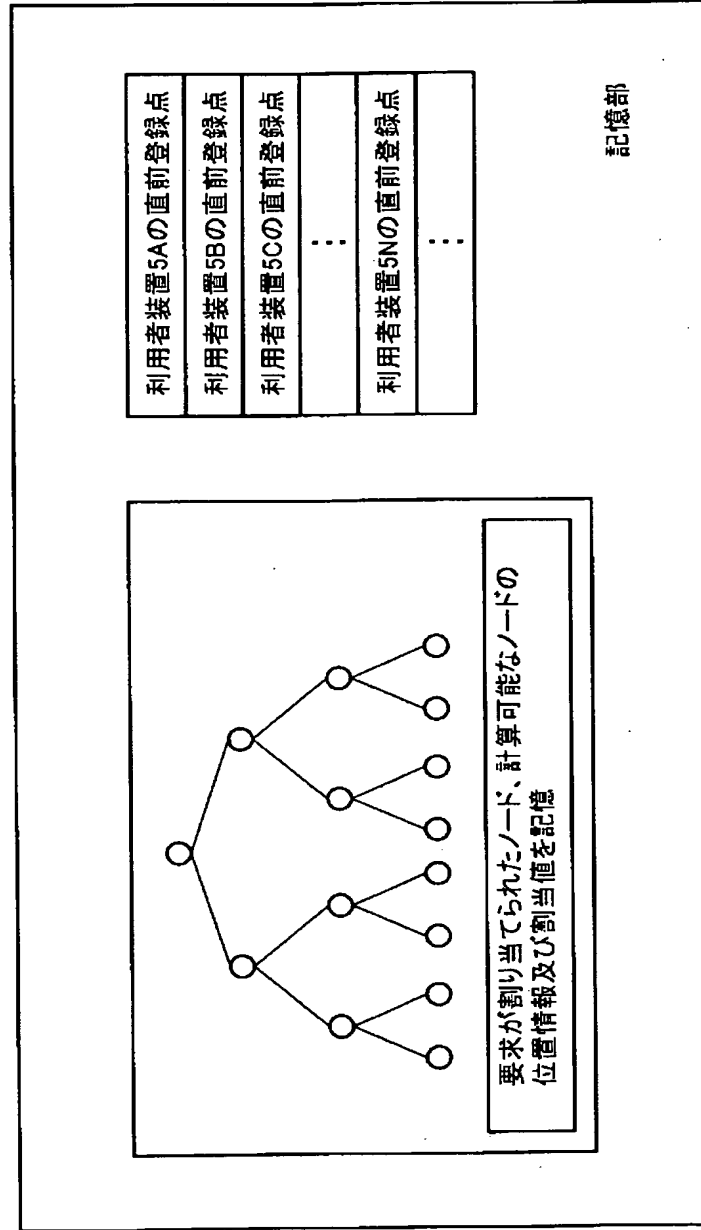 要求が割り当てられたノード、計算可能なノードの
位置情報及び割当値を記憶
利用者装置5Aの直前登録点
利用者装置5Bの直前登録点
利用者装置5Cの直前登録点
⋮
利用者装置5Nの直前登録点
⋮
記憶部